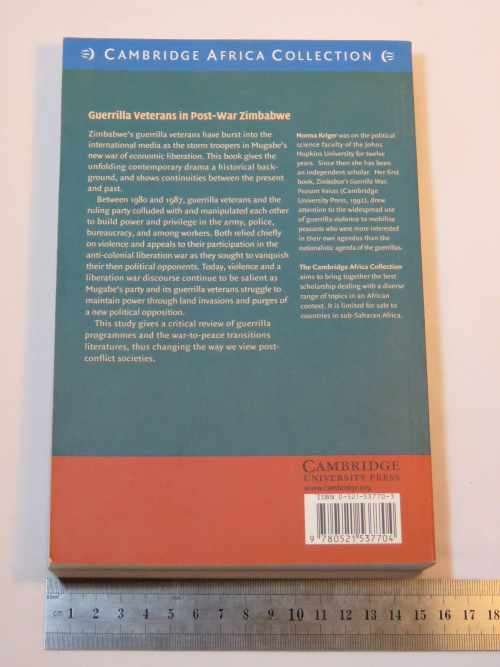 CAMBRIDGE AFRICA COLLECTION
Guerrilla Veterans in Post-War Zimbabwe
Zimbabwe's guerrilla veterans have burst into the
international media as the storm troopers in Mugabe's
new war of economic liberation. This book gives the
unfolding contemporary drama a historical back-
ground, and shows continuities between the present
and past.
Between 1980 and 1987, guerrilla veterans and the
ruling party colluded with and manipulated each other
to build power and privilege in the army, police,
bureaucracy, and among workers. Both relied chiefly
on violence and appeals to their participation in the
anti-colonial liberation war as they sought to vanquish
their then political opponents. Today, violence and a
liberation war discourse continue to be salient as
Mugabe's party and its guerrilla veterans struggle to
maintain power through land invasions and purges of
a new political opposition.
This study gives a critical review of guerrilla
programmes and the war-to-peace transitions
literatures, thus changing the way we view post-
conflict societies.
Norma Kriger was on the political
science faculty of the Johns
Hopkins University for twelve
years. Since then she has been
an independent scholar. Her first
book, Zimbabwe's Guerrilla War:
Peasant Voices (Cambridge
University Press, 1992), drew
attention to the widespread use
of guerrilla violence to mobilise
peasants who were more interested
in their own agendas than the
nationalistic agenda of the guerrillas.
The Cambridge Africa Collection
aims to bring together the best
scholarship dealing with a diverse
range of topics in an African
context. It is limited for sale to
countries in sub-Saharan Africa.
CAMBRIDGE
UNIVERSITY PRESS
www.cambridge.org
ISBN 0-521-53770-3
9 780521 537704
cm 1 2 3 4 5 6 7 8 9 10 11 12 13 14 15 16 17 18